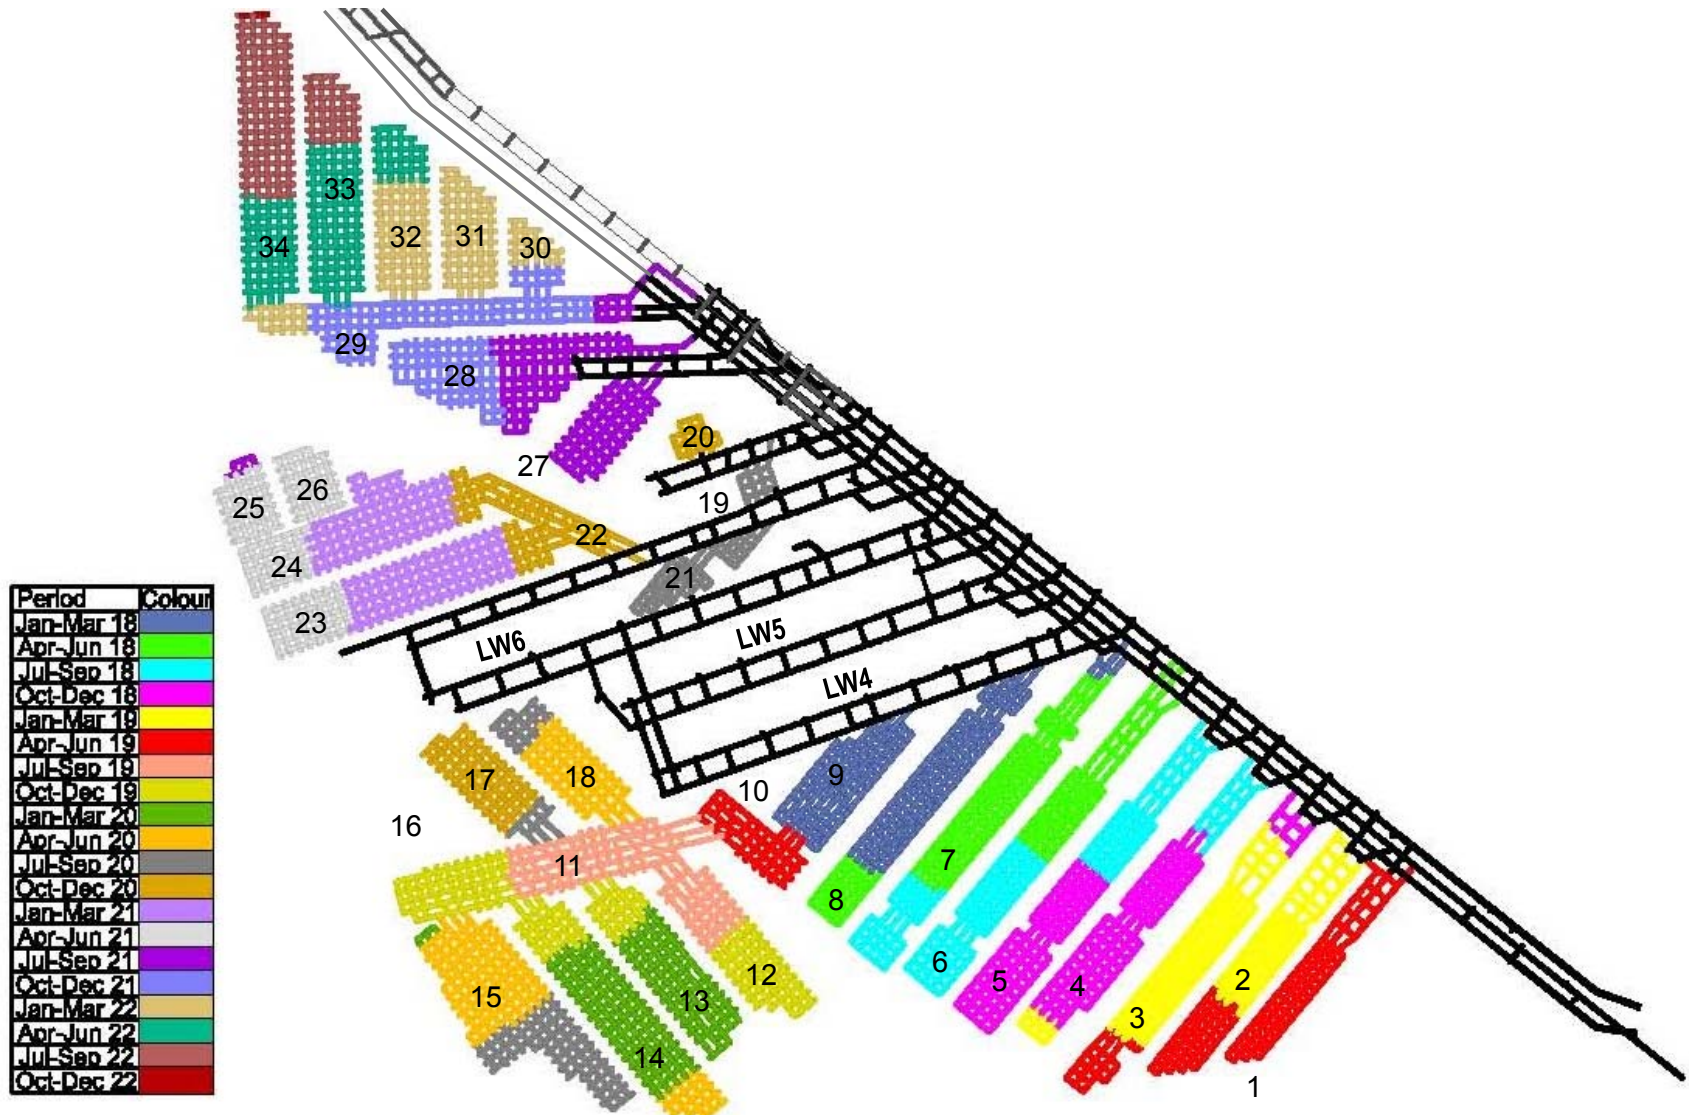 34
33
32
31
30
29
28
27
20
19
25
26
24
23
22
21
LW6
LW5
LW4
Period Colour
Jan-Mar 18
Apr-Jun 18
Jul-Sep 18
Oct-Dec 18
Jan-Mar 19
Apr-Jun 19
Jul-Sep 19
Oct-Dec 19
Jan-Mar 20
Apr-Jun 20
Jul-Sep 20
Oct-Dec 20
Jan-Mar 21
Apr-Jun 21
Jul-Sep 21
Oct-Dec 21
Jan-Mar 22
Apr-Jun 22
Jul-Sep 22
Oct-Dec 22
17
18
10
9
16
11
7
8
6
5
4
2
3
12
13
15
14
1